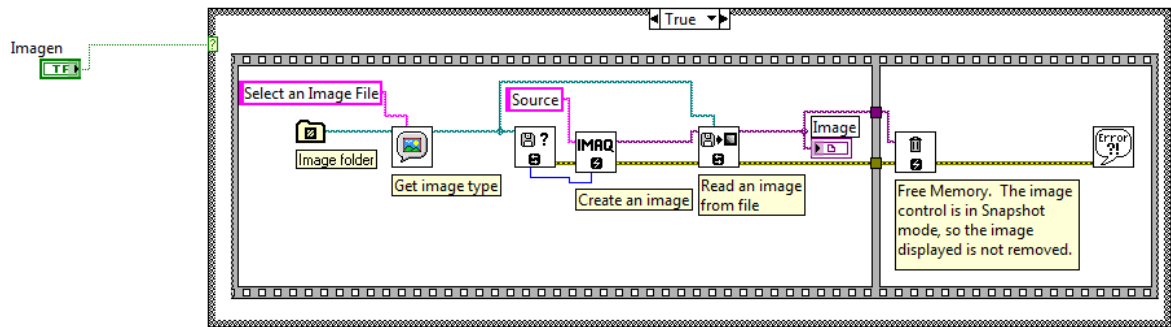 True
Imagen
TF
?
Select an Image File
Source
Image
Image folder
?
IMAQ
Error
?!
Get image type
Create an image
Read an image
from file
Free Memory.  The image
control is in Snapshot
mode, so the image
displayed is not removed.